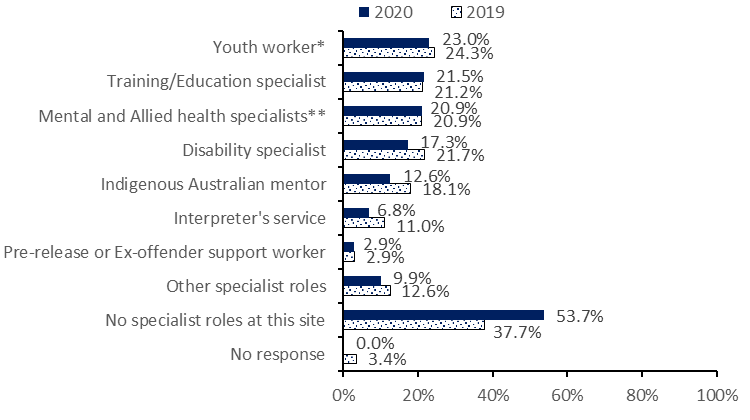 2020 2019
Youth worker* 23.0%
24.3%
Training/Education specialist 21.5%
21.2%
Mental and Allied health specialists** 20.9%
20.9%
Disability specialist 17.3%
21.7%
Indigenous Australian mentor 12.6%
18.1%
Interpreter's service 6.8%
11.0%
Pre-release or Ex-offender support worker 2.9%
2.9%
Other specialist roles 9.9%
12.6%
No specialist roles at this site 53.7%
37.7%
No response 0.0%
3.4%
0% 20% 40% 60% 80% 100%